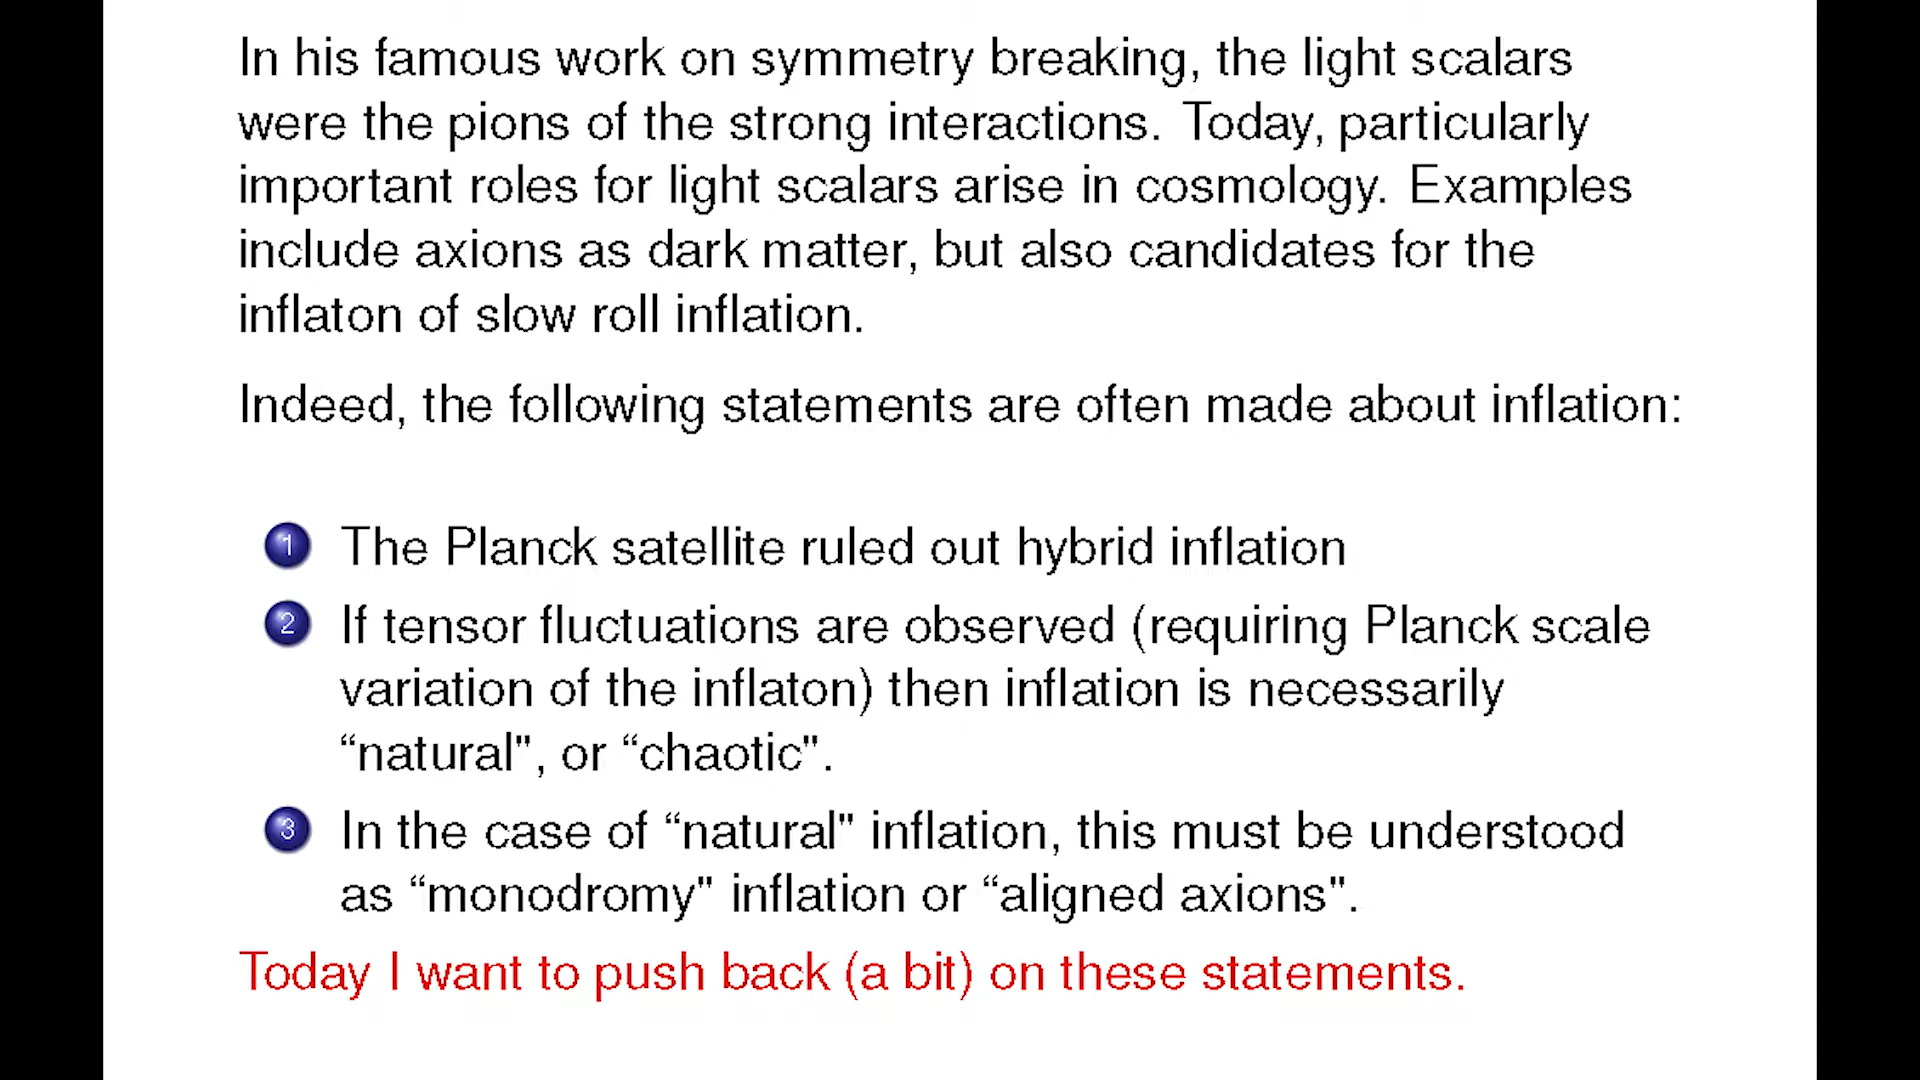 In his famous work on symmetry breaking, the light scalars
were the pions of the strong interactions. Today, particularly
important roles for light scalars arise in cosmology. Examples
include axions as dark matter, but also candidates for the
inflaton of slow roll inflation.
Indeed, the following statements are often made about inflation:
1 The Planck satellite ruled out hybrid inflation
2 If tensor fluctuations are observed (requiring Planck scale
variation of the inflaton) then inflation is necessarily
“natural", or “chaotic".
3 In the case of “natural" inflation, this must be understood
as “monodromy" inflation or “aligned axions".
Today I want to push back (a bit) on these statements.